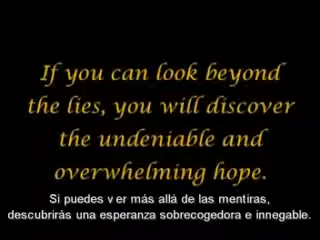 If you can look beyond
the lies, you will discover
the undeniable and
overwhelming hope.
Si puedes ver más allá de las mentiras,
descubrirás una esperanza sobrecogedora e innegable.